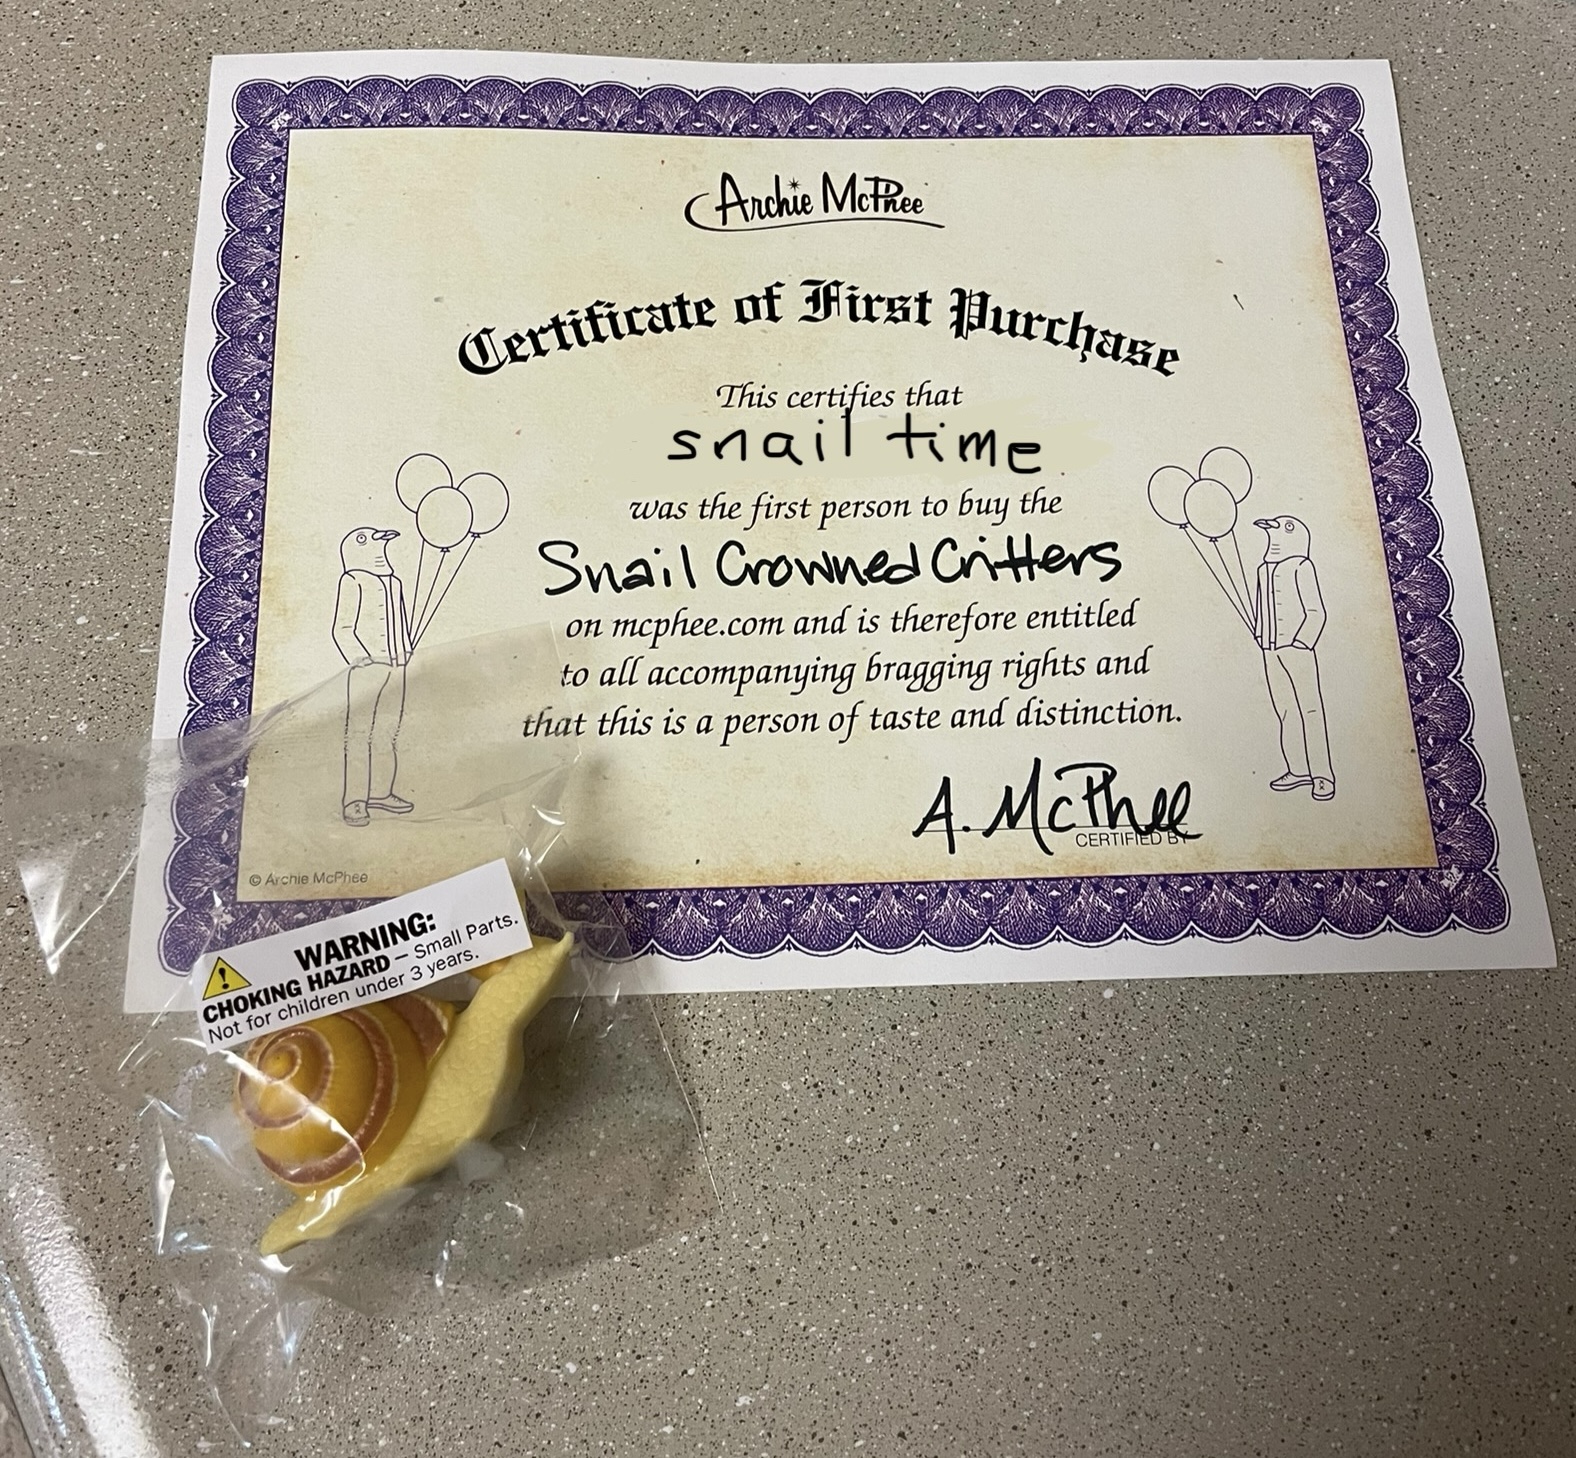 Archie McPhee
Certificate of First Purchase
This certifies that
snail time
was the first person to buy the
Snail Crowned Critters
on mcphee.com and is therefore entitled
to all accompanying bragging rights and
that this is a person of taste and distinction.
A. McPhee
CERTIFIED BY
© Archie McPhee
WARNING:
CHOKING HAZARD – Small Parts.
Not for children under 3 years.